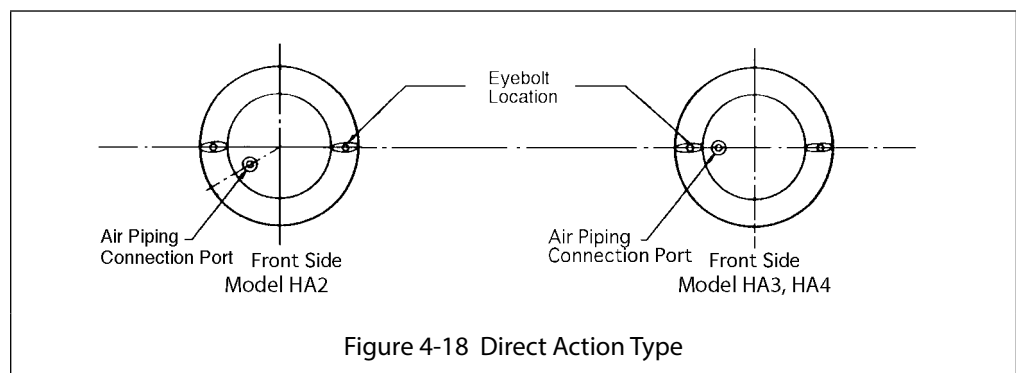 Eyebolt
Location
Air Piping
Connection Port
Front Side
Model HA2
Air Piping
Connection Port
Front Side
Model HA3, HA4
Figure 4-18 Direct Action Type